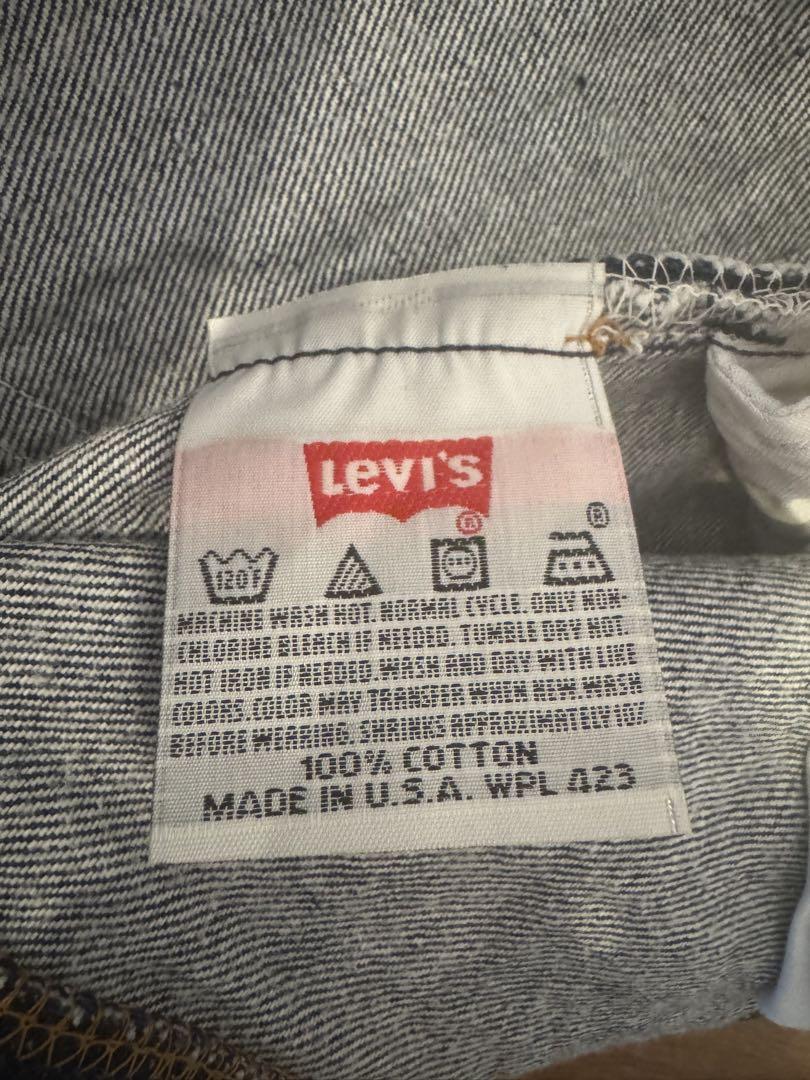 LEVI'S
®
®
120F
MACHINE WASH HOT. NORMAL CYCLE. ONLY NON-
CHLORINE BLEACH IF NEEDED. TUMBLE DRY HOT
HOT IRON IF NEEDED. WASH AND DRY WITH LIKE
COLORS. COLOR MAY TRANSFER WHEN NEW. WASH
BEFORE WEARING. SHRINKS APPROXIMATELY 10%
100% COTTON
MADE IN U.S.A. WPL 423